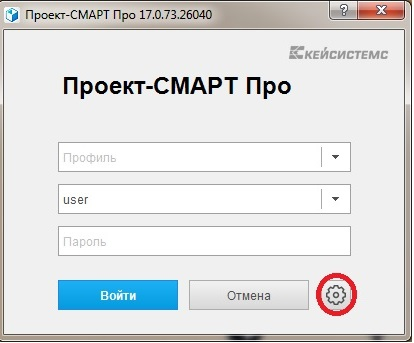 Проект-СМАРТ Про 17.0.73.26040
КЕЙСИСТЕМС
Проект-СМАРТ Про
Профиль
user
Пароль
Войти
Отмена